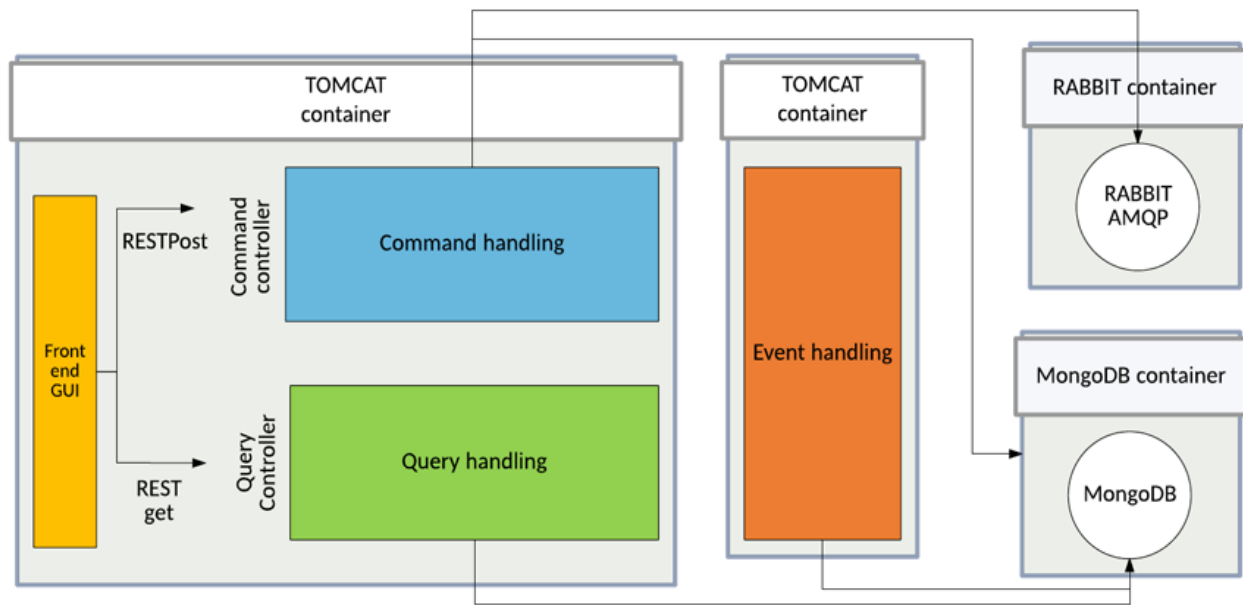 TOMCAT
container
TOMCAT
container
RABBIT container
RABBIT
AMQP
RESTPost
Command
controller
Command handling
Front
end
GUI
Event handling
MongoDB container
REST
get
Query
Controller
Query handling
MongoDB